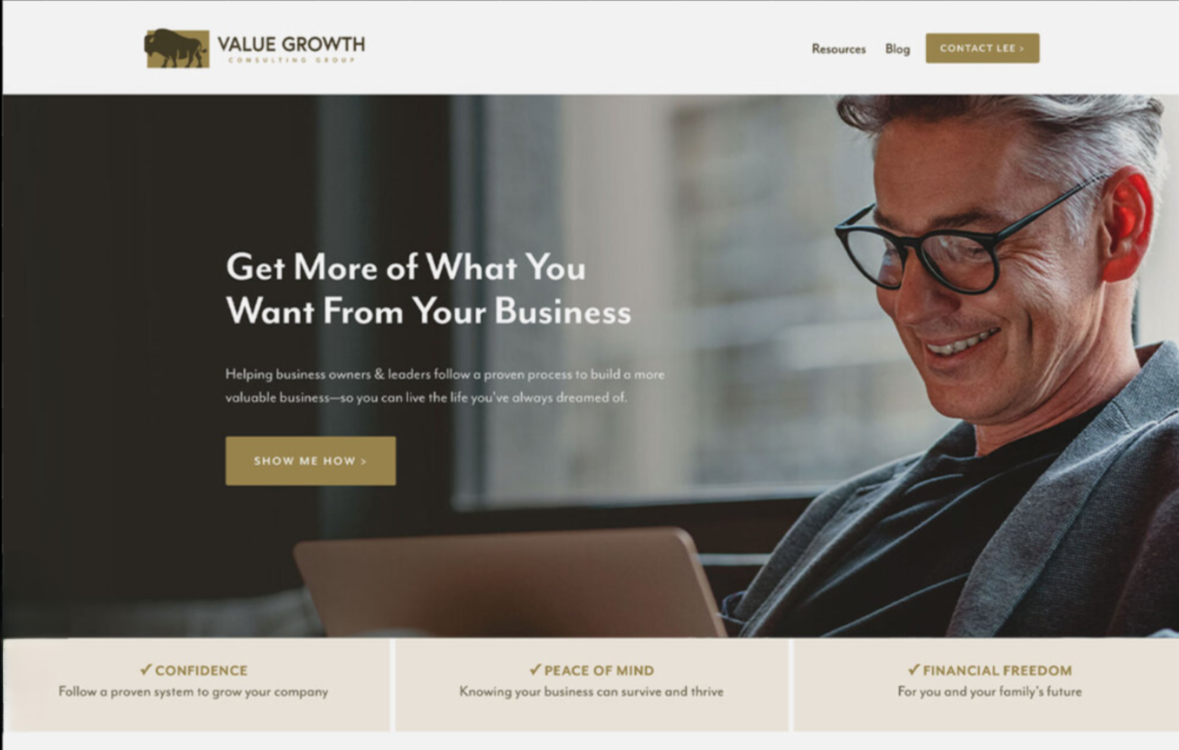 VALUE GROWTH
CONSULTING GROUP
Resources Blog CONTACT LEE >
Get More of What You
Want From Your Business
Helping business owners & leaders follow a proven process to build a more
valuable business—so you can live the life you've always dreamed of.
SHOW ME HOW >
✓ CONFIDENCE
Follow a proven system to grow your company
✓ PEACE OF MIND
Knowing your business can survive and thrive
✓ FINANCIAL FREEDOM
For you and your family's future